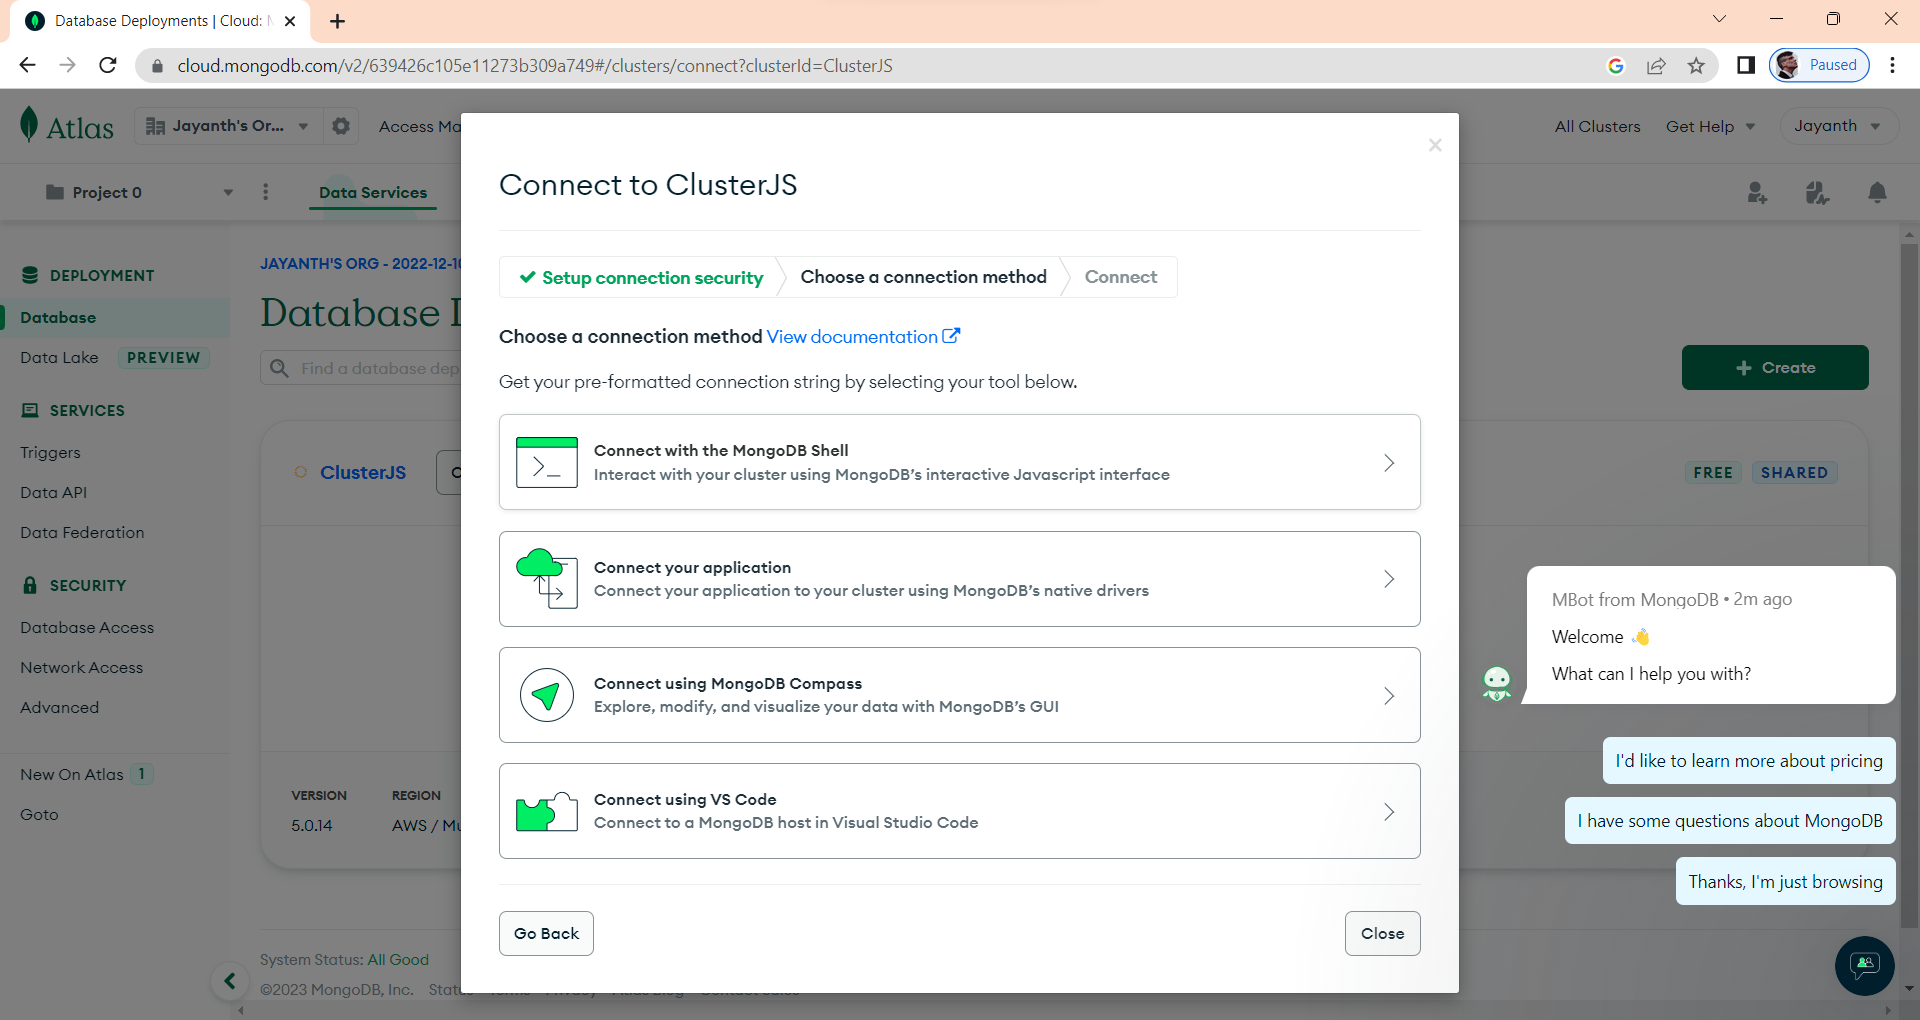 Database Deployments | Cloud: M
cloud.mongodb.com/v2/639426c105e11273b309a749#/clusters/connect?clusterId=ClusterJS
Paused
Atlas
Jayanth's Or...
Access Ma
All Clusters
Get Help
Jayanth
Project 0
Data Services
DEPLOYMENT
Database
Data Lake PREVIEW
SERVICES
Triggers
Data API
Data Federation
SECURITY
Database Access
Network Access
Advanced
New On Atlas 1
Goto
JAYANTH'S ORG - 2022-12-10
Database D
Find a database dep
+ Create
ClusterJS
C
FREE SHARED
VERSION
5.0.14
REGION
AWS / Mu
System Status: All Good
©2023 MongoDB, Inc. Status Terms Privacy Atlas Blog Contact Sales
Connect to ClusterJS
Setup connection security
Choose a connection method
Connect
Choose a connection method View documentation
Get your pre-formatted connection string by selecting your tool below.
Connect with the MongoDB Shell
Interact with your cluster using MongoDB's interactive Javascript interface
Connect your application
Connect your application to your cluster using MongoDB's native drivers
Connect using MongoDB Compass
Explore, modify, and visualize your data with MongoDB's GUI
Connect using VS Code
Connect to a MongoDB host in Visual Studio Code
Go Back
Close
MBot from MongoDB • 2m ago
Welcome 👋
What can I help you with?
I'd like to learn more about pricing
I have some questions about MongoDB
Thanks, I'm just browsing